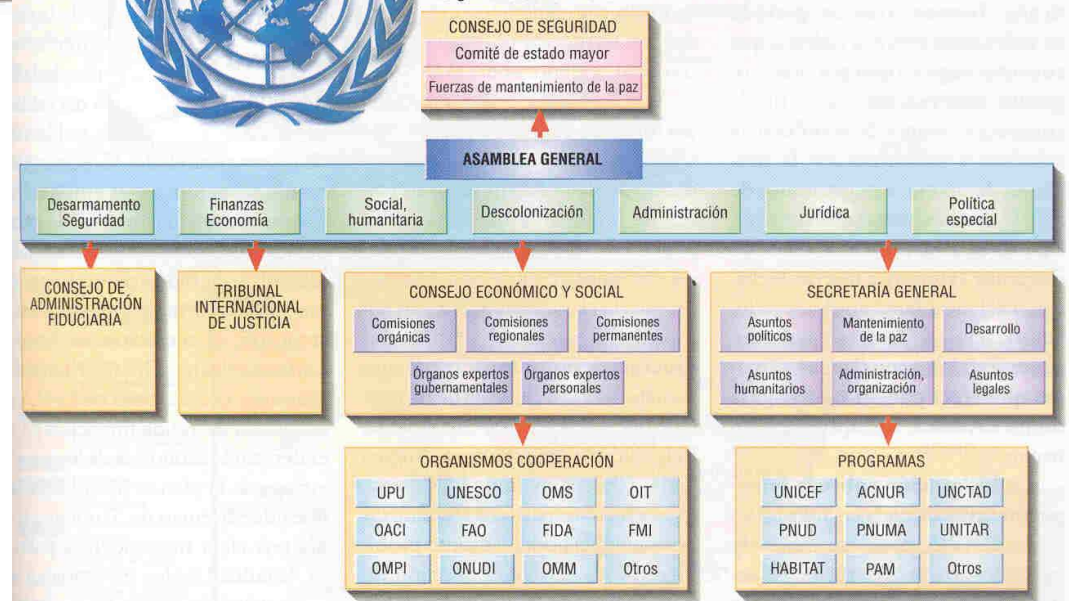 CONSEJO DE SEGURIDAD
Comité de estado mayor
Fuerzas de mantenimiento de la paz
ASAMBLEA GENERAL
Desarmamento
Seguridad
Finanzas
Economía
Social,
humanitaria
Descolonización
Administración
Jurídica
Política
especial
CONSEJO DE
ADMINISTRACIÓN
FIDUCIARIA
TRIBUNAL
INTERNACIONAL
DE JUSTICIA
CONSEJO ECONÓMICO Y SOCIAL
Comisiones
orgánicas
Comisiones
regionales
Comisiones
permanentes
Órganos expertos
gubernamentales
Órganos expertos
personales
SECRETARÍA GENERAL
Asuntos
políticos
Mantenimiento
de la paz
Desarrollo
Asuntos
humanitarios
Administración,
organización
Asuntos
legales
ORGANISMOS COOPERACIÓN
UPU
UNESCO
OMS
OIT
OACI
FAO
FIDA
FMI
OMPI
ONUDI
OMM
Otros
PROGRAMAS
UNICEF
ACNUR
UNCTAD
PNUD
PNUMA
UNITAR
HABITAT
PAM
Otros